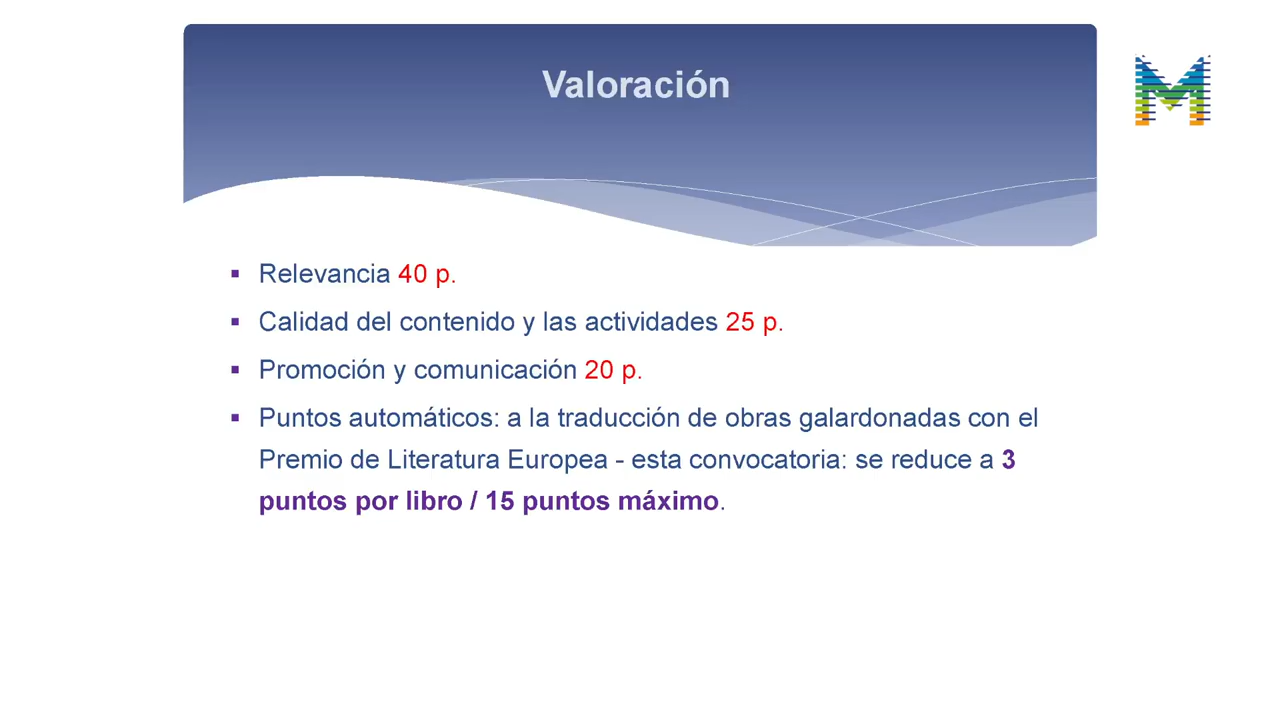 Valoración
Relevancia 40 p.
Calidad del contenido y las actividades 25 p.
Promoción y comunicación 20 p.
Puntos automáticos: a la traducción de obras galardonadas con el
Premio de Literatura Europea - esta convocatoria: se reduce a 3
puntos por libro / 15 puntos máximo.